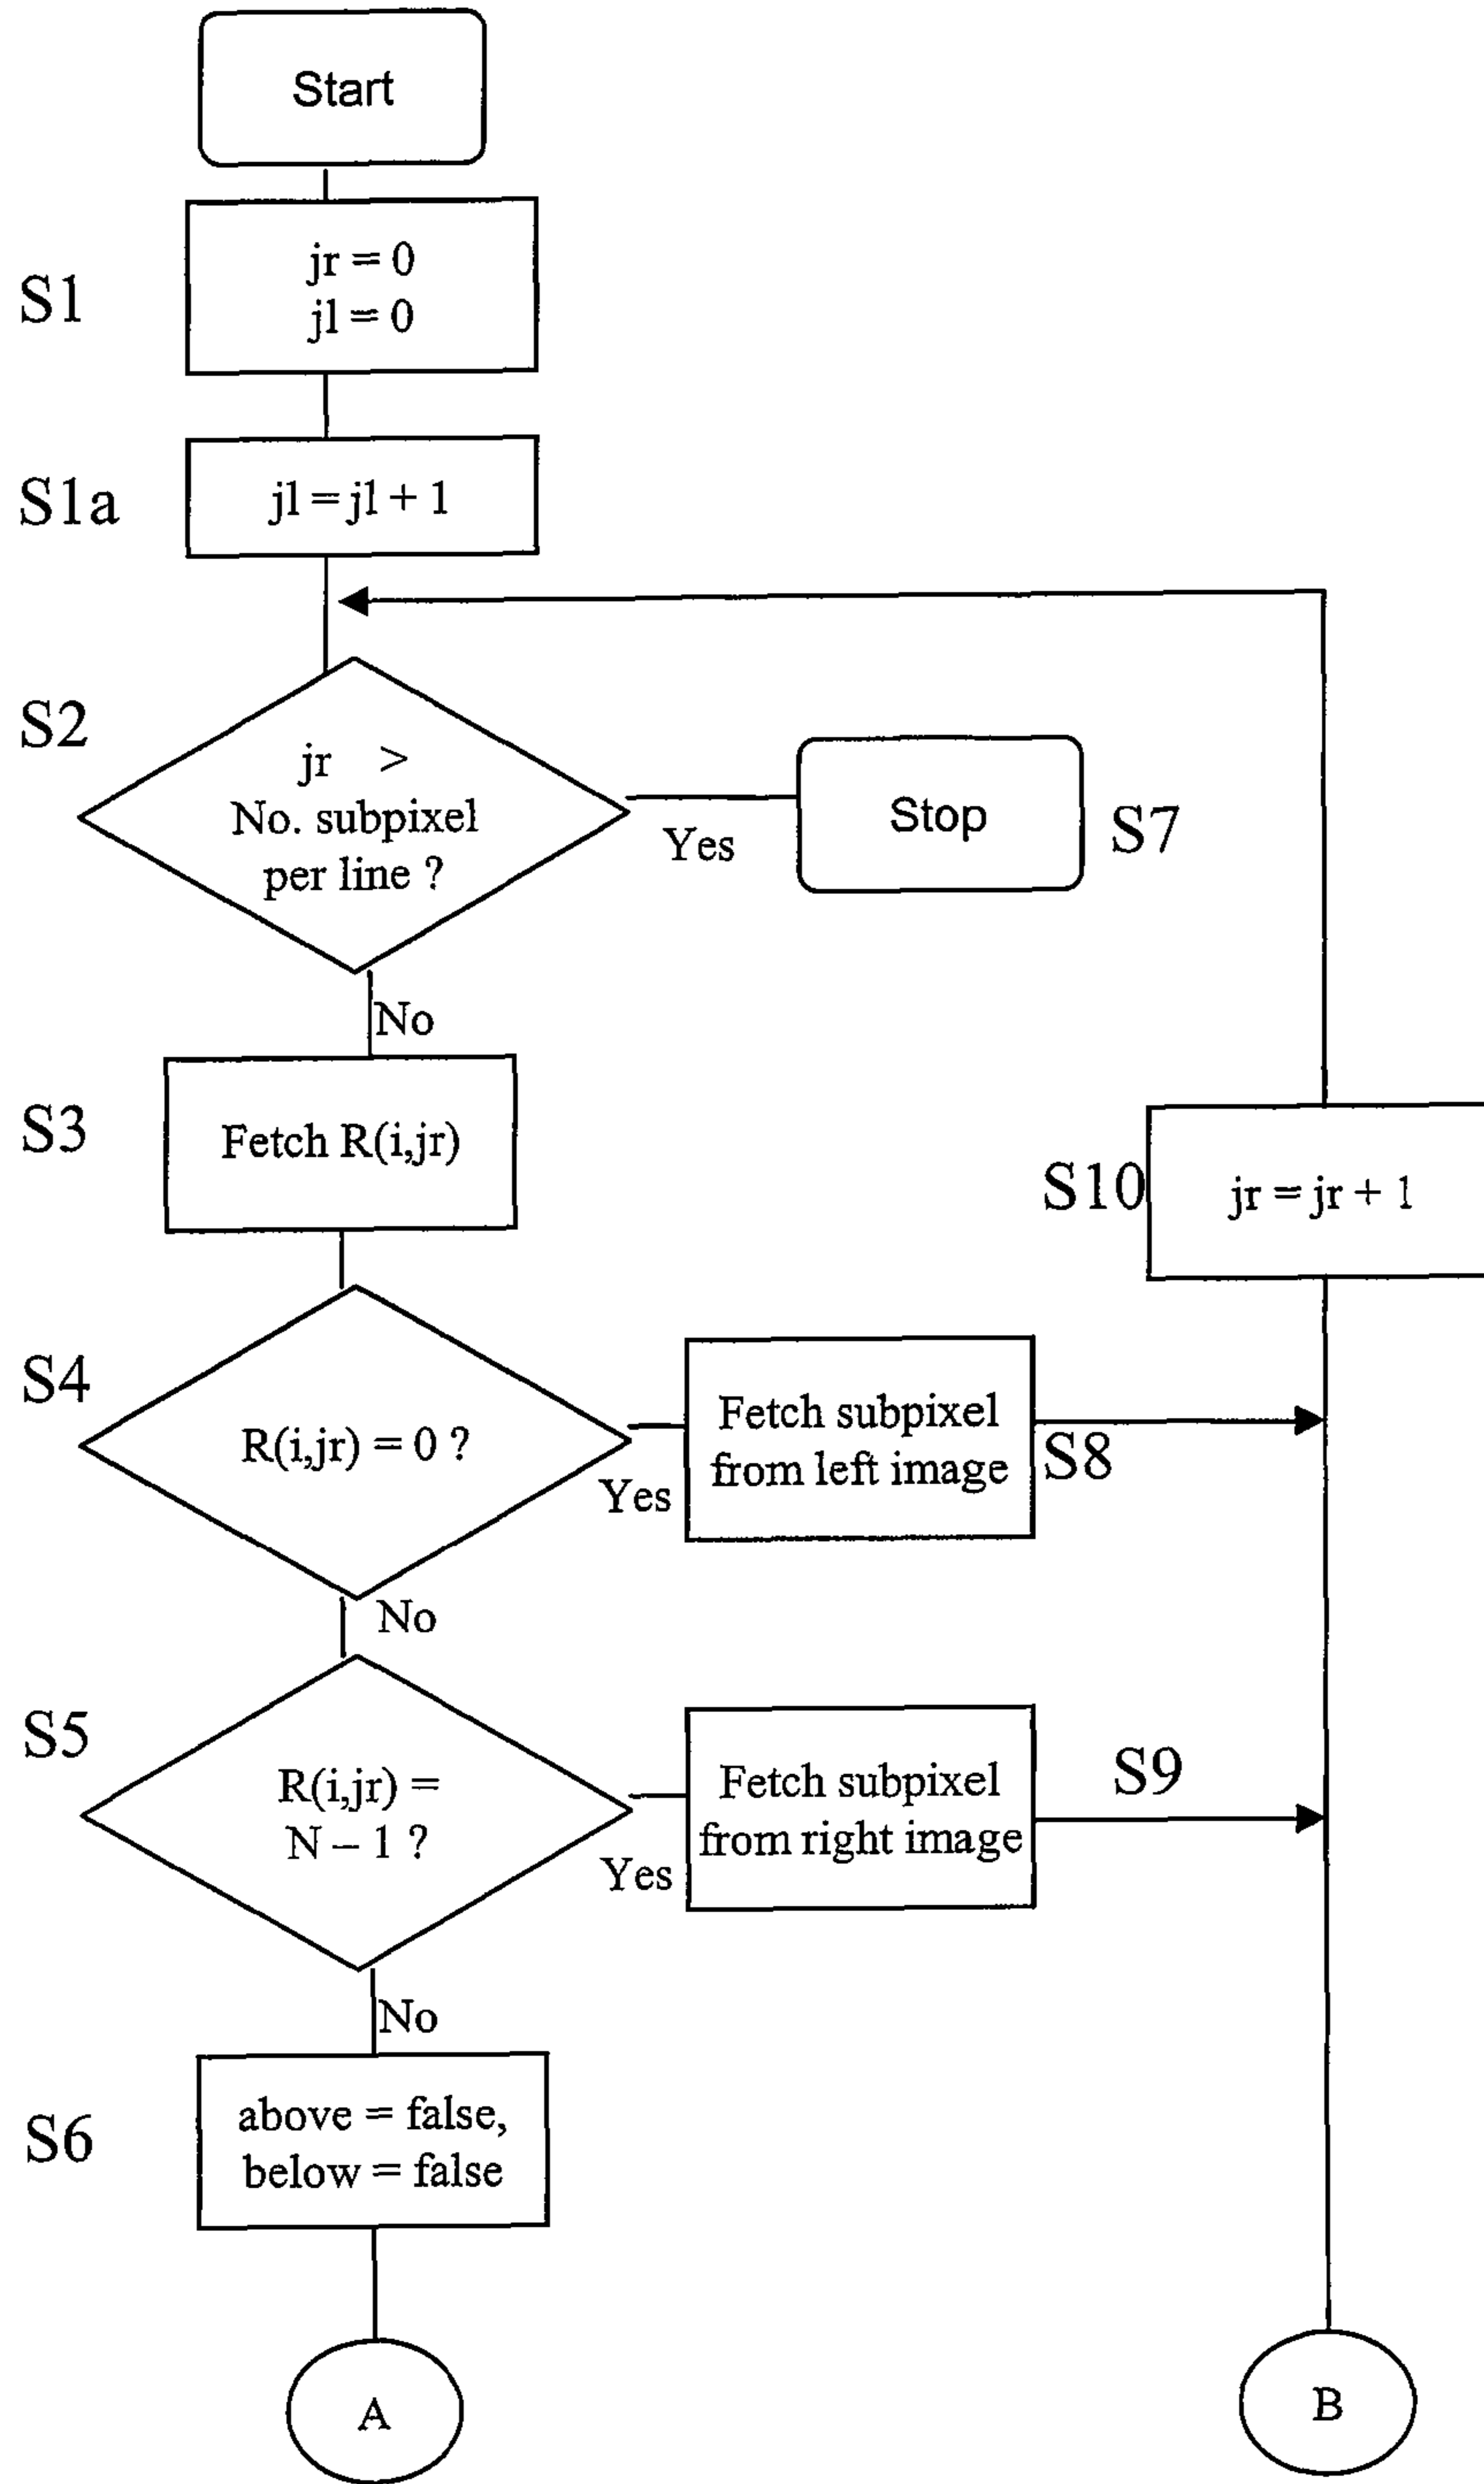 Start
S1
jr = 0
jl = 0
S1a
jl = jl + 1
S2
jr >
No. subpixel
per line ?
Yes
Stop
S7
No
S3
Fetch R(i,jr)
S10
jr = jr + 1
S4
R(i,jr) = 0 ?
Yes
Fetch subpixel
from left image
S8
No
S5
R(i,jr) =
N – 1 ?
Yes
Fetch subpixel
from right image
S9
No
S6
above = false,
below = false
A
B